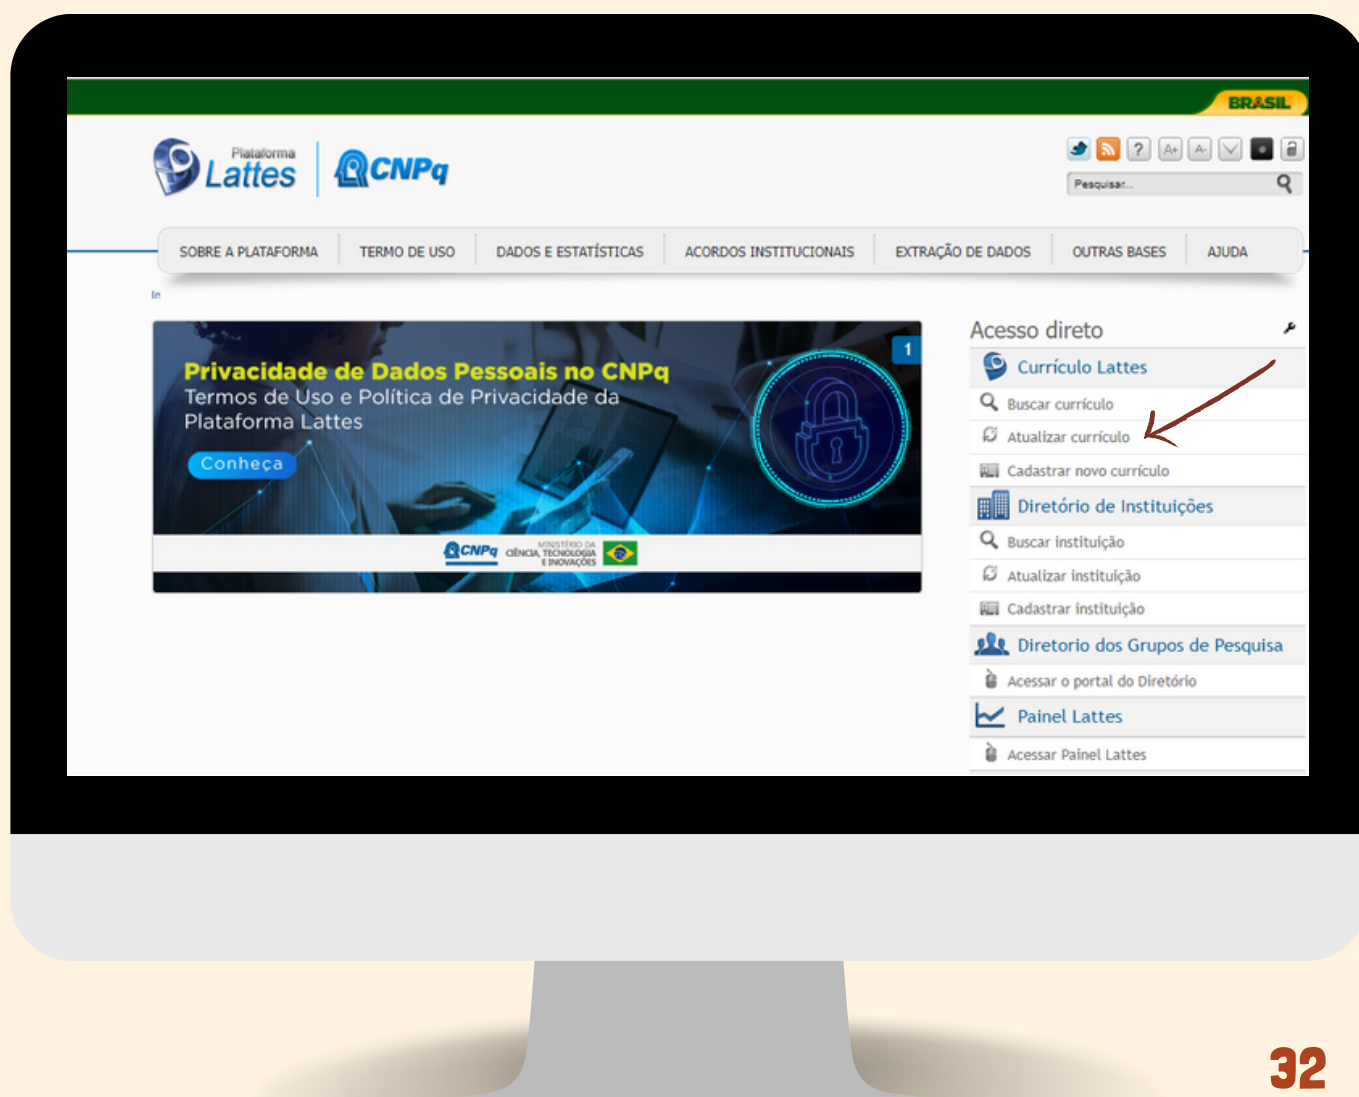 BRASIL
Plataforma
Lattes
CNPq
? A+ A-
Pesquisar...
SOBRE A PLATAFORMA TERMO DE USO DADOS E ESTATÍSTICAS ACORDOS INSTITUCIONAIS EXTRAÇÃO DE DADOS OUTRAS BASES AJUDA
In
Privacidade de Dados Pessoais no CNPq
Termos de Uso e Política de Privacidade da
Plataforma Lattes
Conheça
1
CNPq
MINISTÉRIO DA
CIÊNCIA, TECNOLOGIA
E INOVAÇÕES
Acesso direto
Currículo Lattes
Buscar currículo
Atualizar currículo
Cadastrar novo currículo
Diretório de Instituições
Buscar instituição
Atualizar instituição
Cadastrar instituição
Diretorio dos Grupos de Pesquisa
Acessar o portal do Diretório
Painel Lattes
Acessar Painel Lattes
32